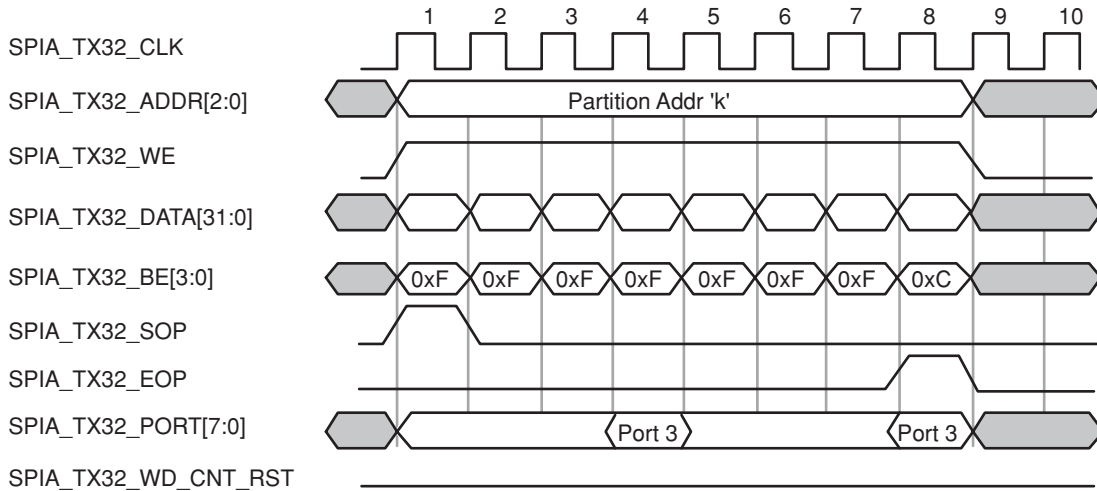 1 2 3 4 5 6 7 8 9 10
SPIA_TX32_CLK
SPIA_TX32_ADDR[2:0] Partition Addr 'k'
SPIA_TX32_WE
SPIA_TX32_DATA[31:0]
SPIA_TX32_BE[3:0] 0xF 0xF 0xF 0xF 0xF 0xF 0xF 0xC
SPIA_TX32_SOP
SPIA_TX32_EOP
SPIA_TX32_PORT[7:0] Port 3 Port 3
SPIA_TX32_WD_CNT_RST